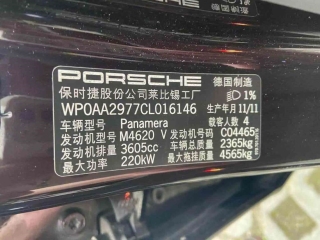 PORSCHE 德国制造
保时捷股份公司莱比锡工厂 1%
WP0AA2977CL016146 生产年月 11/11
车辆型号 Panamera 载客人数 4
发动机型号 M4620 V 发动机号码 C04465
发动机排量 3605cc 车辆总质量 2365kg
最大功率 220kW 最大总质量 4565kg